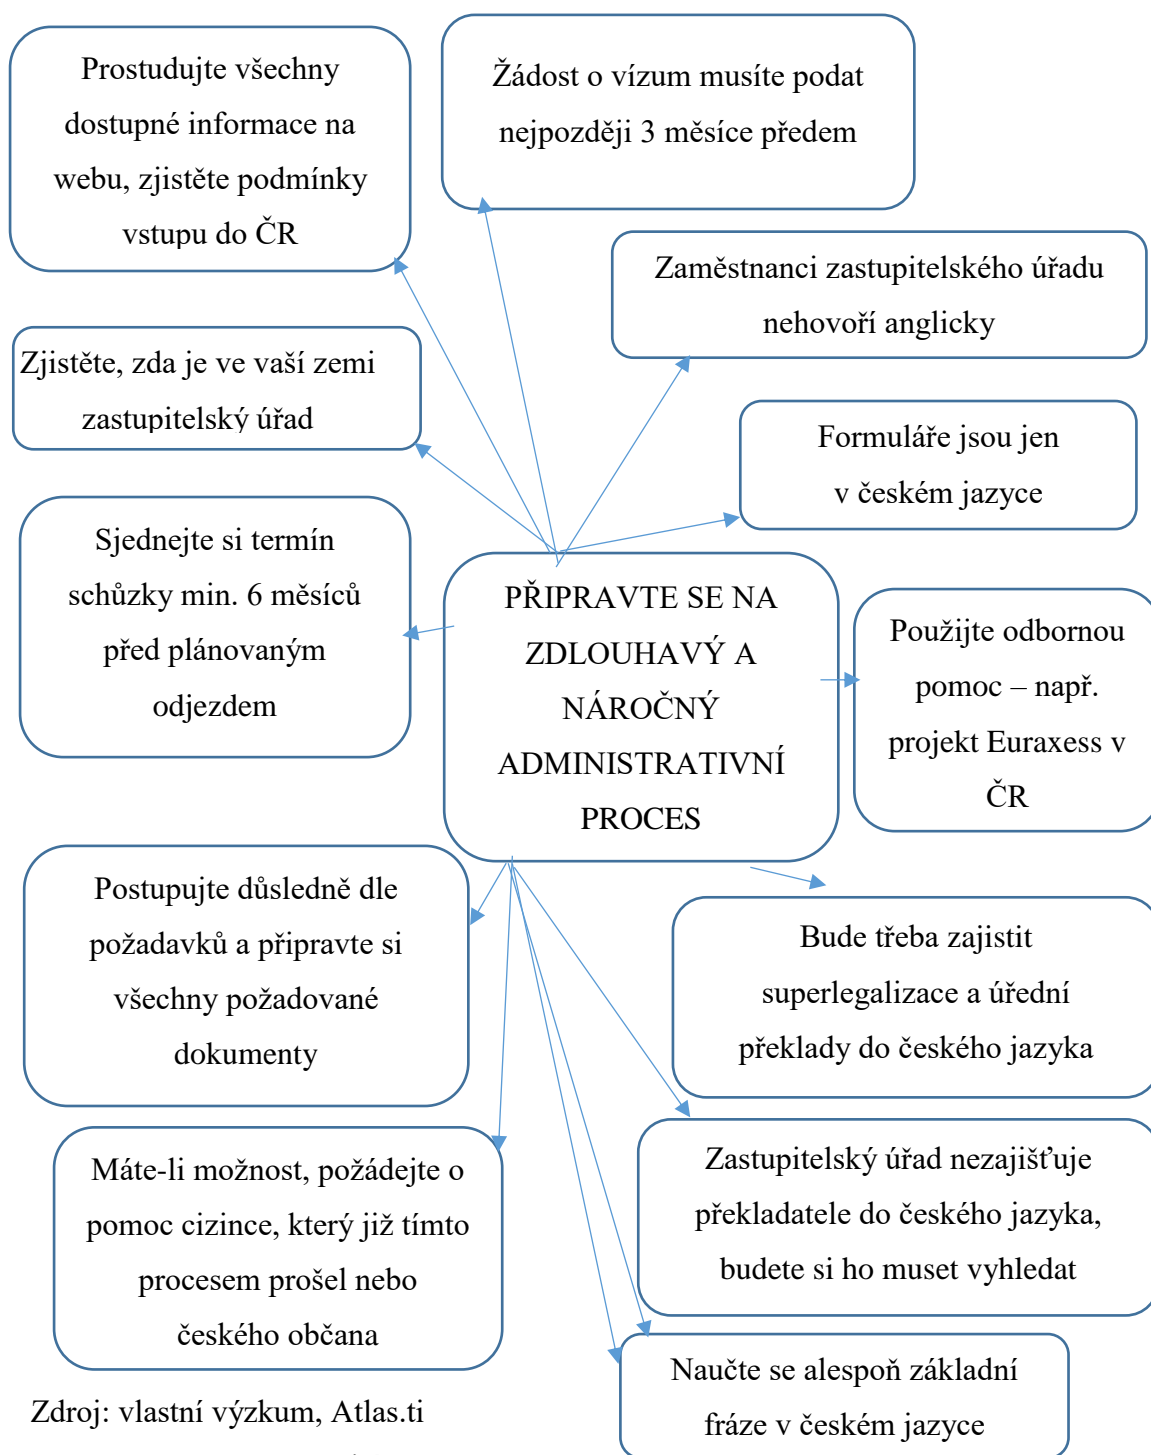 Prostudujte všechny
dostupné informace na
webu, zjistěte podmínky
vstupu do ČR
Žádost o vízum musíte podat
nejpozději 3 měsíce předem
Zaměstnanci zastupitelského úřadu
nehovoří anglicky
Zjistěte, zda je ve vaší zemi
zastupitelský úřad
Formuláře jsou jen
v českém jazyce
Sjednejte si termín
schůzky min. 6 měsíců
před plánovaným
odjezdem
PŘIPRAVTE SE NA
ZDLOUHAVÝ A
NÁROČNÝ
ADMINISTRATIVNÍ
PROCES
Použijte odbornou
pomoc – např.
projekt Euraxess v
ČR
Postupujte důsledně dle
požadavků a připravte si
všechny požadované
dokumenty
Bude třeba zajistit
superlegalizace a úřední
překlady do českého jazyka
Máte-li možnost, požádejte o
pomoc cizince, který již tímto
procesem prošel nebo
českého občana
Zastupitelský úřad nezajišťuje
překladatele do českého jazyka,
budete si ho muset vyhledat
Naučte se alespoň základní
fráze v českém jazyce
Zdroj: vlastní výzkum, Atlas.ti